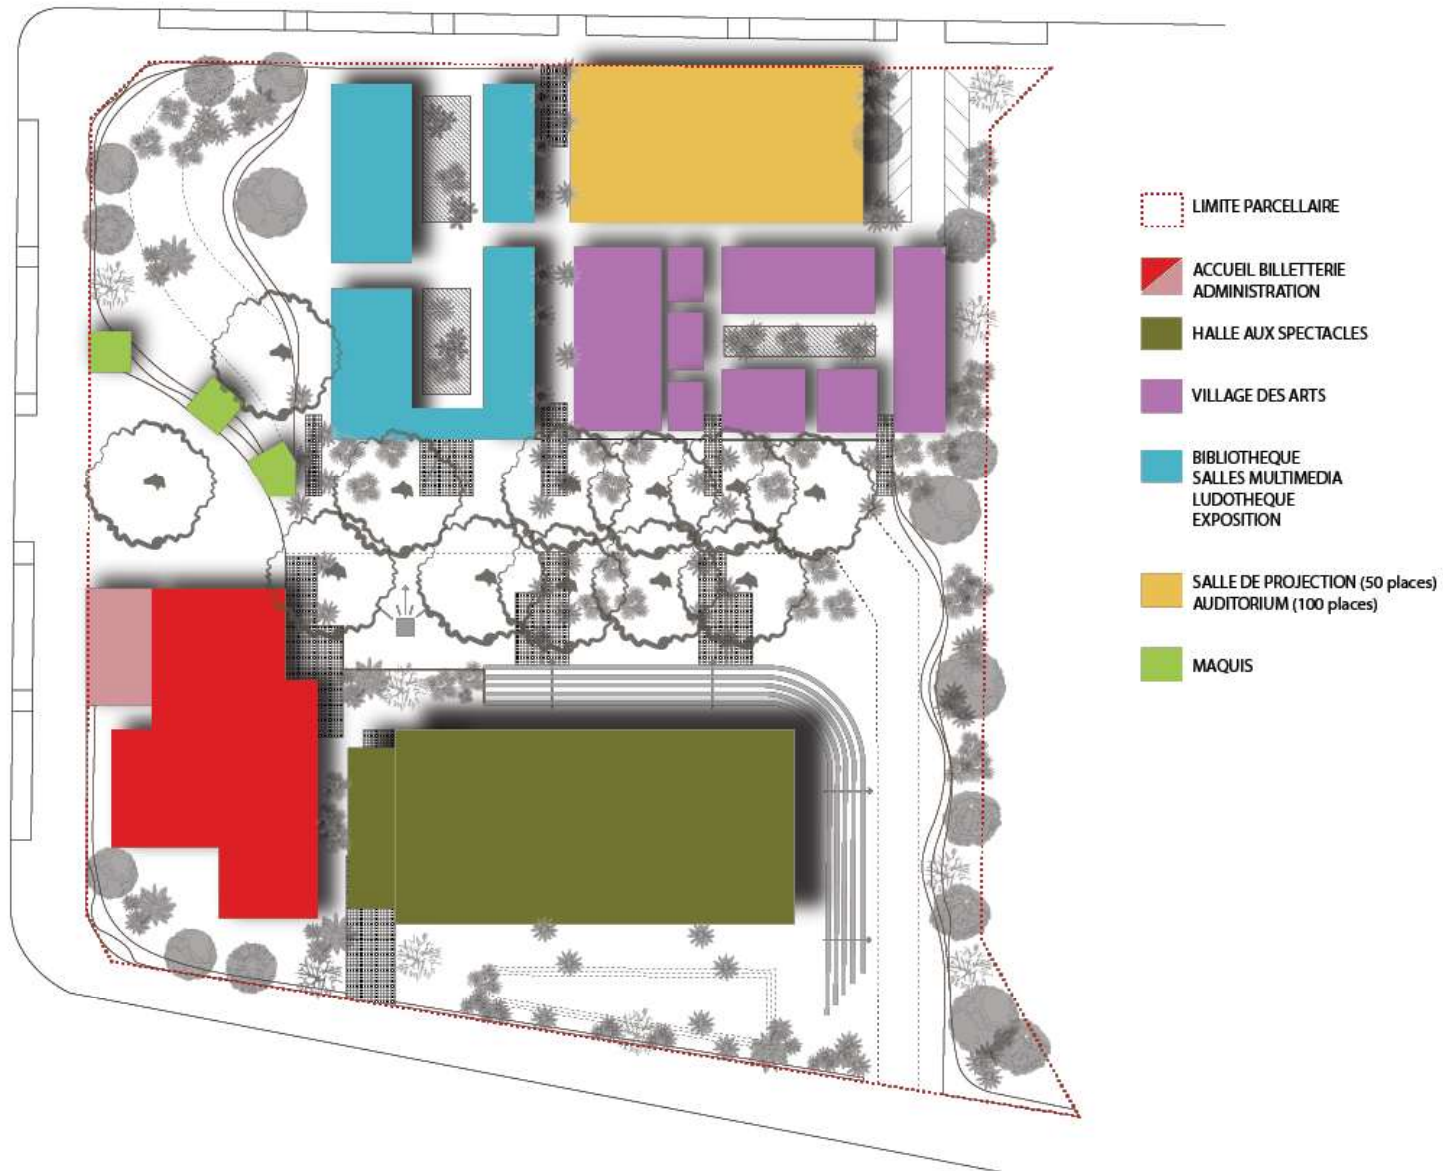 LIMITE PARCELLAIRE
ACCUEIL BILLETTERIE
ADMINISTRATION
HALLE AUX SPECTACLES
VILLAGE DES ARTS
BIBLIOTHEQUE
SALLES MULTIMEDIA
LUDOTHEQUE
EXPOSITION
SALLE DE PROJECTION (50 places)
AUDITORIUM (100 places)
MAQUIS